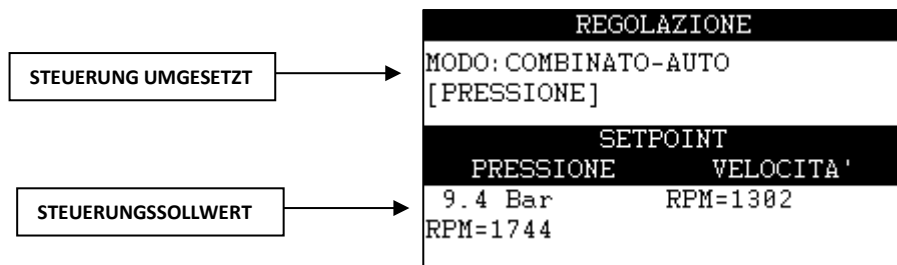 REGOLAZIONE
STEUERUNG UMGESETZT
MODO:COMBINATO-AUTO
[PRESSIONE]
SETPOINT
PRESSIONE VELOCITA'
STEUERUNGSSOLLWERT
9.4 Bar RPM=1302
RPM=1744